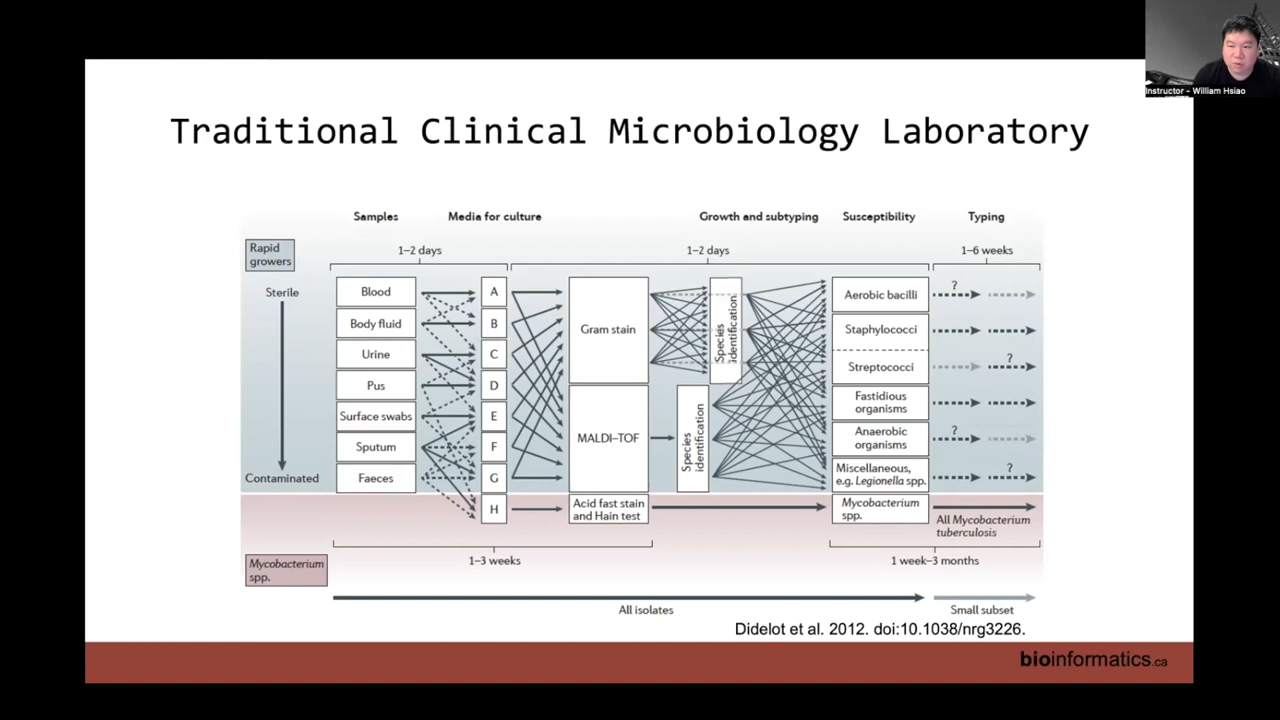 Instructor - William Hsiao
Traditional Clinical Microbiology Laboratory
Samples
Media for culture
Growth and subtyping
Susceptibility
Typing
Rapid
growers
1–2 days
1–2 days
1–6 weeks
Sterile
Contaminated
Blood
Body fluid
Urine
Pus
Surface swabs
Sputum
Faeces
A
B
C
D
E
F
G
H
Gram stain
MALDI–TOF
Acid fast stain
and Hain test
Species
identification
Species
identification
Aerobic bacilli
Staphylococci
Streptococci
Fastidious
organisms
Anaerobic
organisms
Miscellaneous,
e.g. Legionella spp.
Mycobacterium
spp.
?
?
?
?
All Mycobacterium
tuberculosis
Mycobacterium
spp.
1–3 weeks
1 week–3 months
All isolates
Small subset
Didelot et al. 2012. doi:10.1038/nrg3226.
bioinformatics.ca